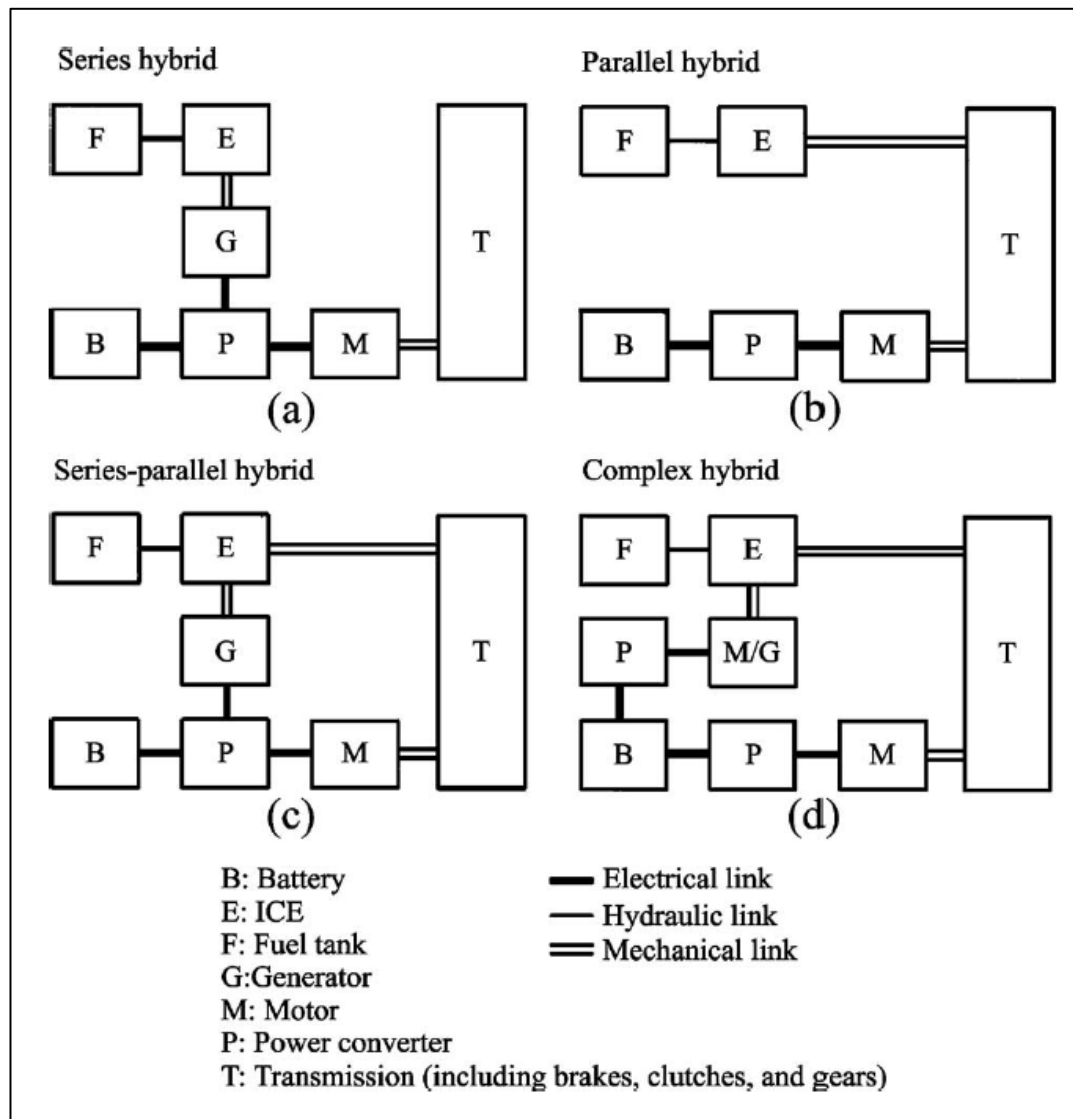 Series hybrid
F
E
G
T
B
P
M
(a)
Parallel hybrid
F
E
T
B
P
M
(b)
Series-parallel hybrid
F
E
G
T
B
P
M
(c)
Complex hybrid
F
E
P
M/G
T
B
P
M
(d)
B: Battery
E: ICE
F: Fuel tank
G:Generator
M: Motor
P: Power converter
T: Transmission (including brakes, clutches, and gears)
Electrical link
Hydraulic link
Mechanical link